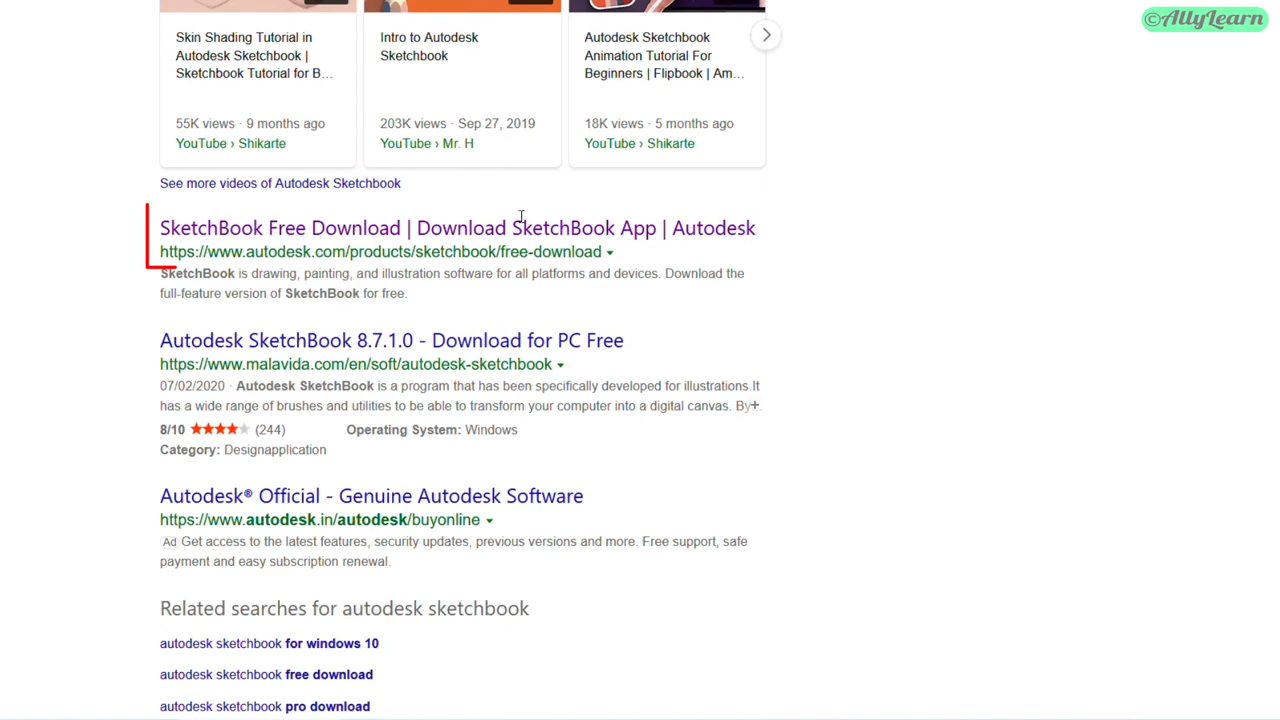 ©AllyLearn
Skin Shading Tutorial in
Autodesk Sketchbook |
Sketchbook Tutorial for B...
55K views · 9 months ago
YouTube › Shikarte
Intro to Autodesk
Sketchbook
203K views · Sep 27, 2019
YouTube › Mr. H
Autodesk Sketchbook
Animation Tutorial For
Beginners | Flipbook | Am...
18K views · 5 months ago
YouTube › Shikarte
See more videos of Autodesk Sketchbook
SketchBook Free Download | Download SketchBook App | Autodesk
https://www.autodesk.com/products/sketchbook/free-download
SketchBook is drawing, painting, and illustration software for all platforms and devices. Download the
full-feature version of SketchBook for free.
Autodesk SketchBook 8.7.1.0 - Download for PC Free
https://www.malavida.com/en/soft/autodesk-sketchbook
07/02/2020 · Autodesk SketchBook is a program that has been specifically developed for illustrations.It
has a wide range of brushes and utilities to be able to transform your computer into a digital canvas. By+
8/10 ★★★★★ (244) Operating System: Windows
Category: Designapplication
Autodesk® Official - Genuine Autodesk Software
https://www.autodesk.in/autodesk/buyonline
Ad Get access to the latest features, security updates, previous versions and more. Free support, safe
payment and easy subscription renewal.
Related searches for autodesk sketchbook
autodesk sketchbook for windows 10
autodesk sketchbook free download
autodesk sketchbook pro download